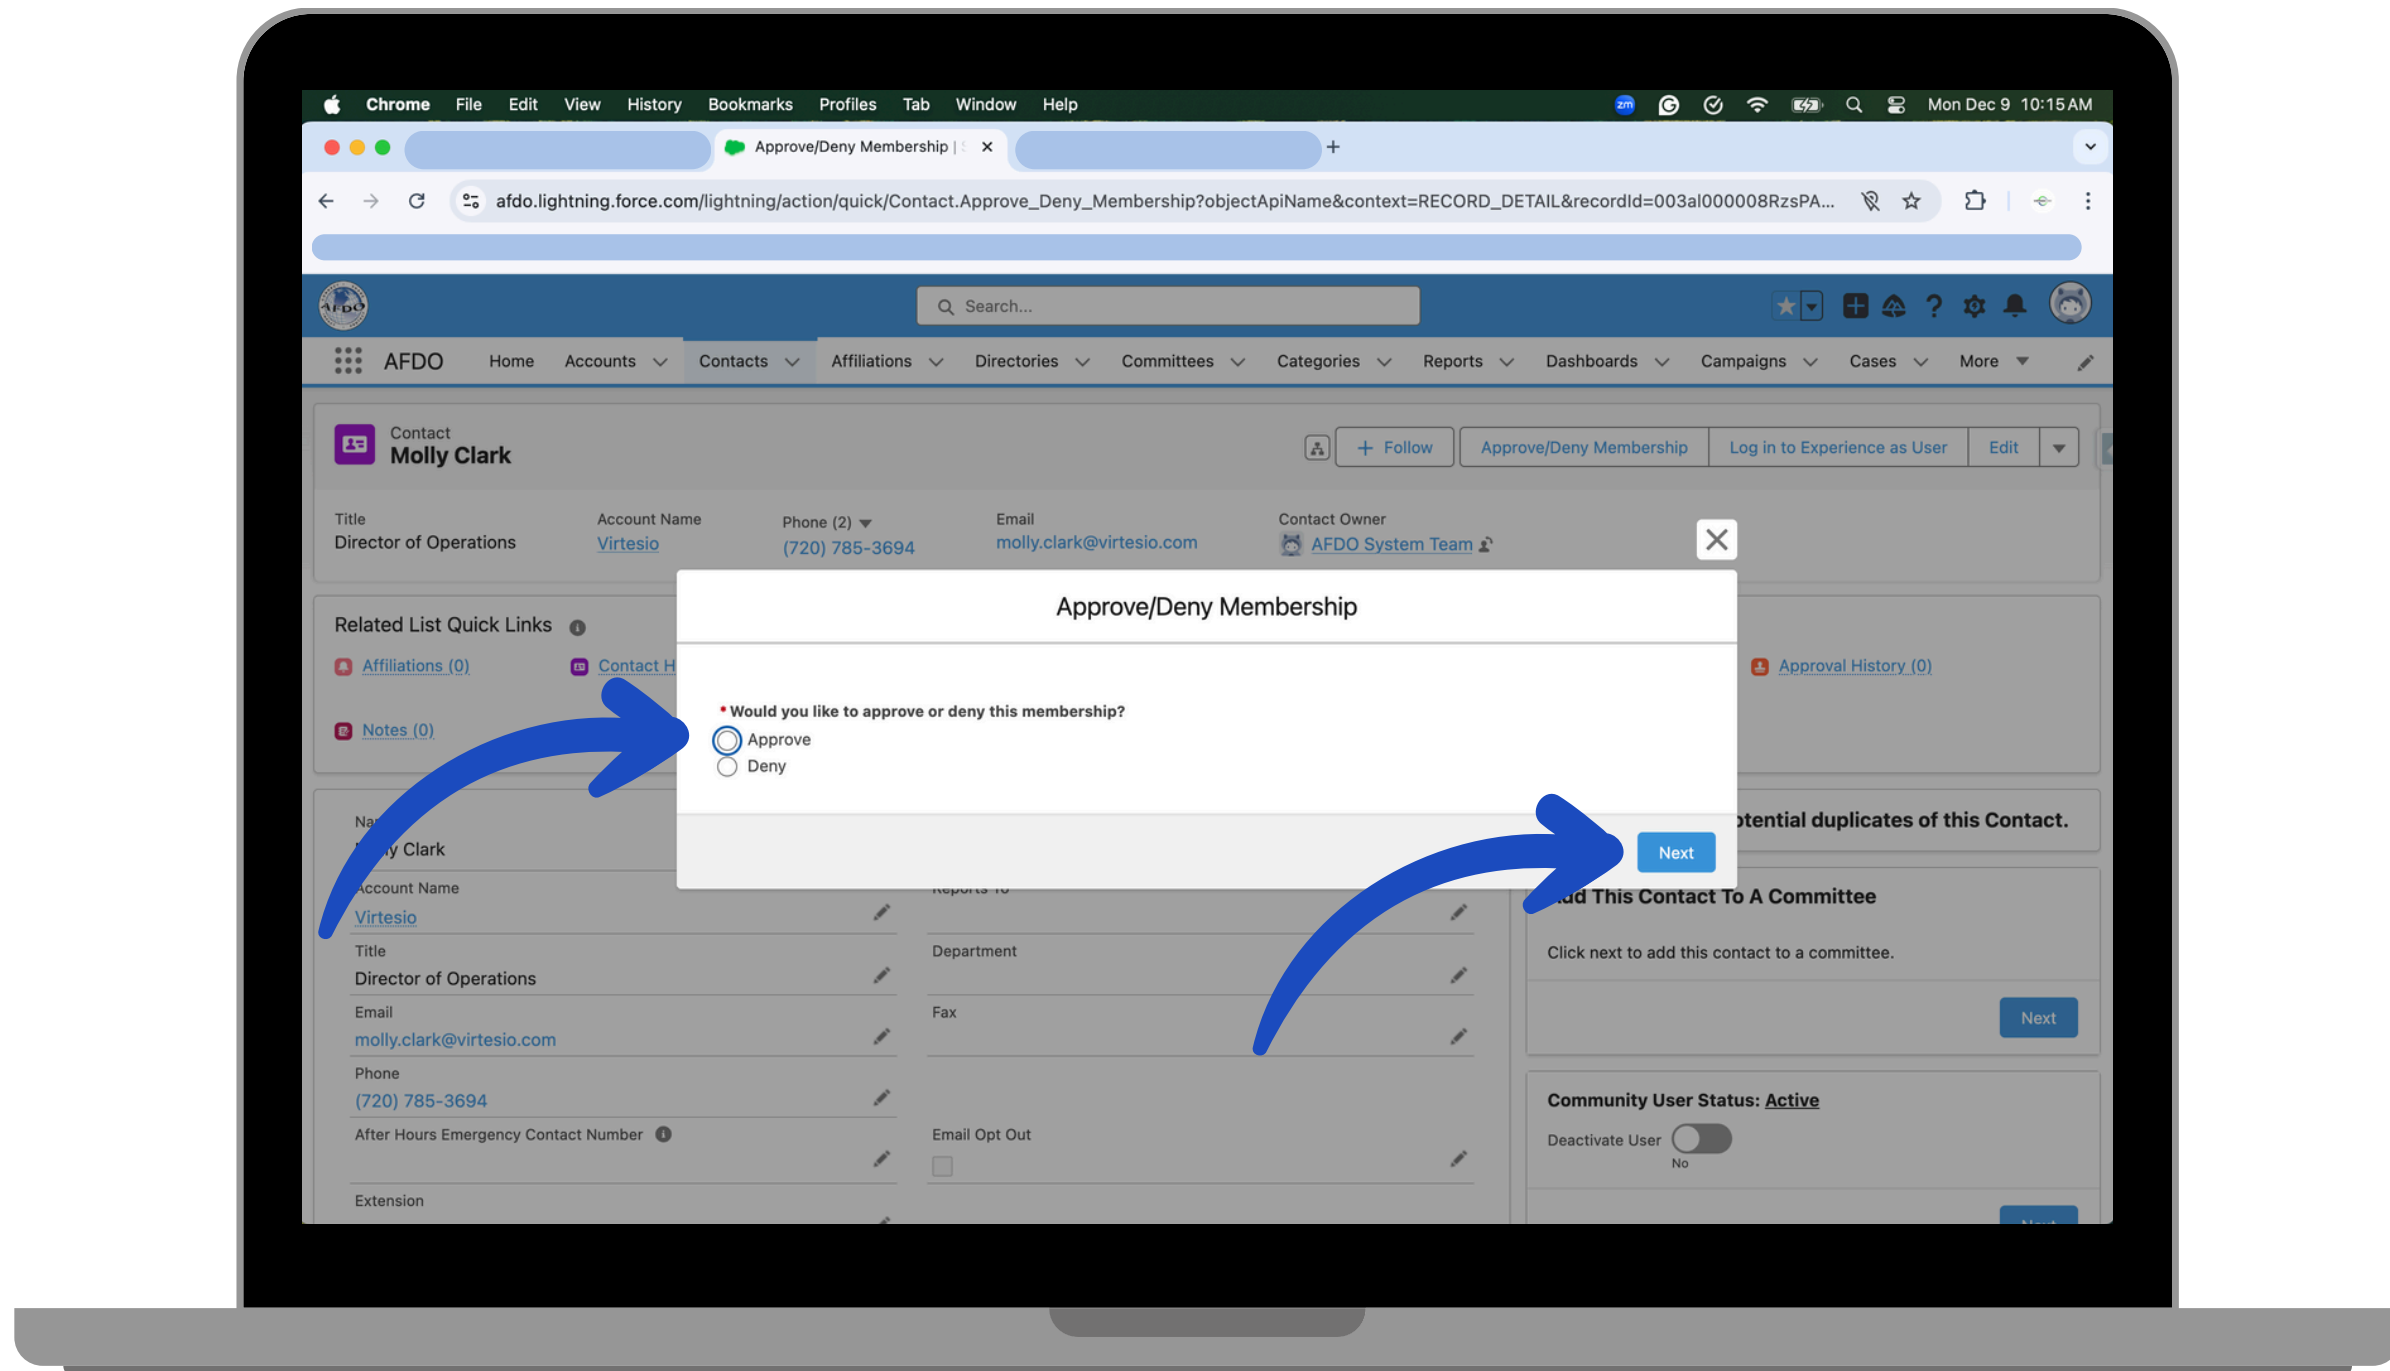 Chrome File Edit View History Bookmarks Profiles Tab Window Help zm Mon Dec 9 10:15 AM
Approve/Deny Membership |
afdo.lightning.force.com/lightning/action/quick/Contact.Approve_Deny_Membership?objectApiName&context=RECORD_DETAIL&recordId=003al000008RzsPA...
AFDO Search...
AFDO Home Accounts Contacts Affiliations Directories Committees Categories Reports Dashboards Campaigns Cases More
Contact
Molly Clark
+ Follow Approve/Deny Membership Log in to Experience as User Edit
Title Account Name Phone (2) Email Contact Owner
Director of Operations Virtesio (720) 785-3694 molly.clark@virtesio.com AFDO System Team
Approve/Deny Membership
Related List Quick Links
Affiliations (0) Contact H Approval History (0)
* Would you like to approve or deny this membership?
Notes (0)
Approve
Deny
Next
otential duplicates of this Contact.
y Clark
Account Name Reports To
Virtesio
This Contact To A Committee
Title Department
Director of Operations
Click next to add this contact to a committee.
Email Fax
molly.clark@virtesio.com
Next
Phone
(720) 785-3694
Community User Status: Active
After Hours Emergency Contact Number Email Opt Out
Deactivate User
No
Extension